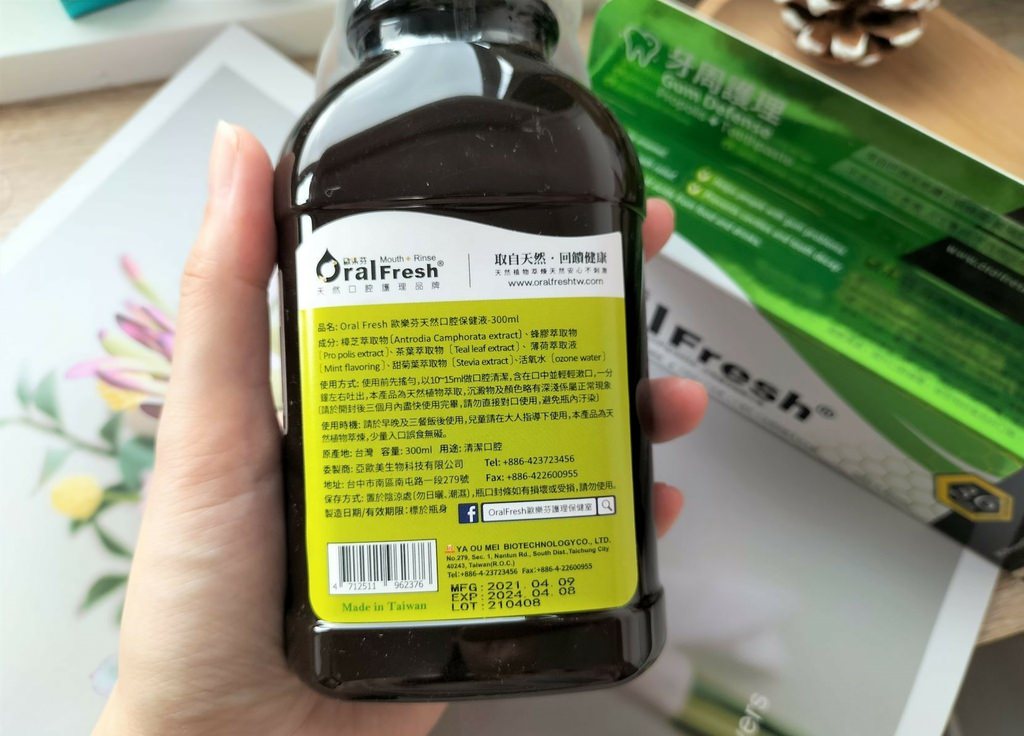 歐樂芬 Mouth + Rinse
OralFresh®
天然口腔護理品牌
取自天然·回饋健康
天然植物萃煉天然安心不刺激
www.oralfreshtw.com
品名: Oral Fresh 歐樂芬天然口腔保健液-300ml
成分: 樟芝萃取物〔Antrodia Camphorata extract〕、蜂膠萃取物
〔Pro polis extract〕、茶葉萃取物〔Teal leaf extract〕、薄荷萃取液
〔Mint flavoring〕、甜菊葉萃取物〔Stevia extract〕、活氧水〔ozone water〕
使用方式: 使用前先搖勻，以10~15ml做口腔清潔，含在口中並輕輕漱口，一分
鐘左右吐出，本產品為天然植物萃取，沉澱物及顏色略有深淺係屬正常現象
(請於開封後三個月內盡快使用完畢，請勿直接對口使用，避免瓶內汙染)
使用時機: 請於早晚及三餐飯後使用，兒童請在大人指導下使用，本產品為天
然植物萃煉，少量入口誤食無礙。
原產地: 台灣 容量: 300ml 用途: 清潔口腔
委製商: 亞歐美生物科技有限公司 Tel: +886-423723456
地址: 台中市南區南屯路一段279號 Fax: +886-422600955
保存方式: 置於陰涼處(勿日曬、潮濕)，瓶口封條如有損壞或受損，請勿使用。
製造日期/有效期限: 標於瓶身 f OralFresh歐樂芬護理保健室
YA OU MEI BIOTECHNOLOGYCO., LTD.
No.279, Sec. 1, Nantun Rd., South Dist.,Taichung City
40243, Taiwan(R.O.C.)
Tel:+886-4-23723456 Fax:+886-4-22600955
4 712511 962376
Made in Taiwan
MFG : 2021. 04. 09
EXP : 2024. 04. 08
LOT : 210408
牙周護理
Gum Defense
Propolis + Toothpaste
lFresh®